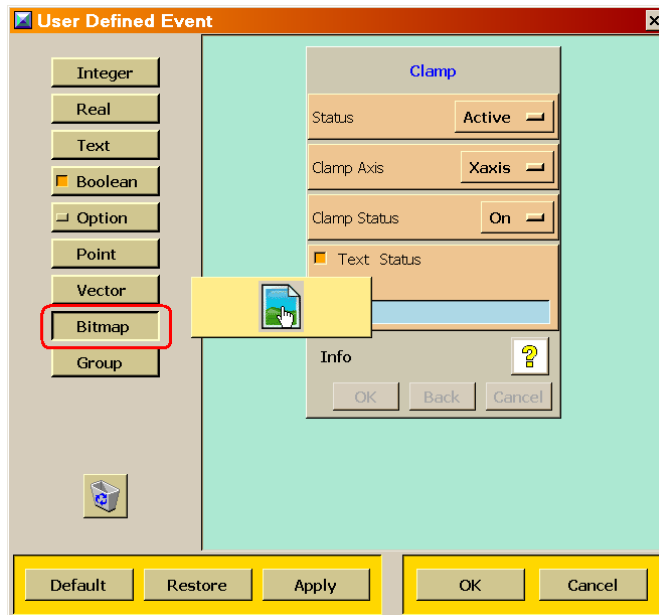 User Defined Event
Integer
Real
Text
Boolean
Option
Point
Vector
Bitmap
Group
Clamp
Status Active
Clamp Axis Xaxis
Clamp Status On
Text Status
Info ?
OK Back Cancel
Default Restore Apply OK Cancel